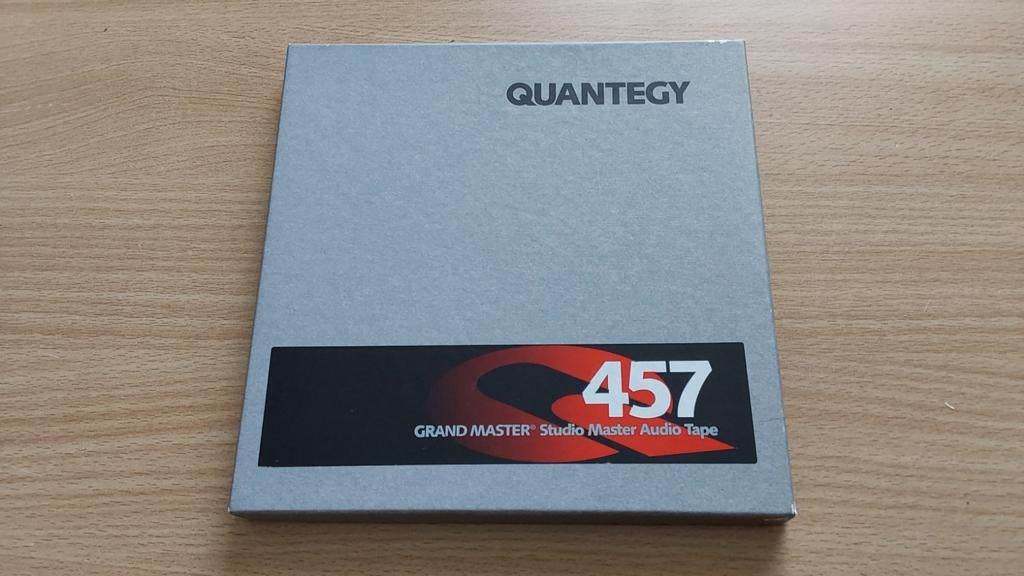 QUANTEGY
457
GRAND MASTER® Studio Master Audio Tape